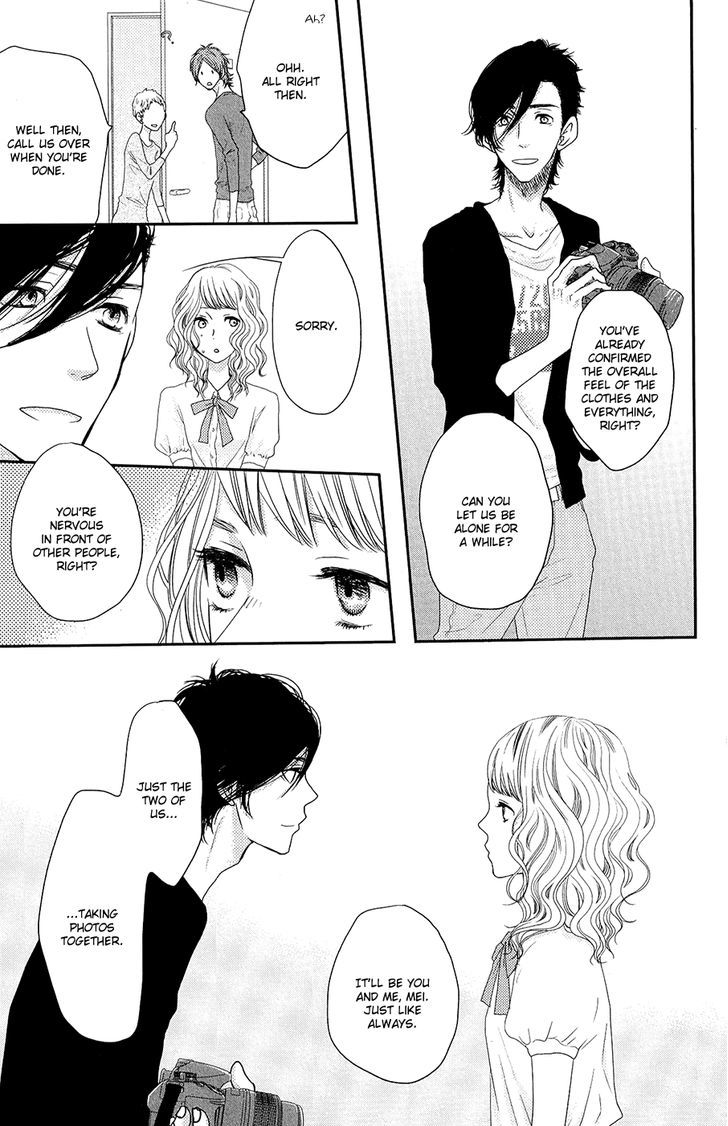 YOU'VE
ALREADY
CONFIRMED
THE OVERALL
FEEL OF THE
CLOTHES AND
EVERYTHING,
RIGHT?
CAN YOU
LET US BE
ALONE FOR
A WHILE?
Ah?
OHH.
ALL RIGHT
THEN.
?
WELL THEN,
CALL US OVER
WHEN YOU'RE
DONE.
SORRY.
YOU'RE
NERVOUS
IN FRONT OF
OTHER PEOPLE,
RIGHT?
JUST THE
TWO OF
US...
...TAKING
PHOTOS
TOGETHER.
IT'LL BE YOU
AND ME, MEI.
JUST LIKE
ALWAYS.